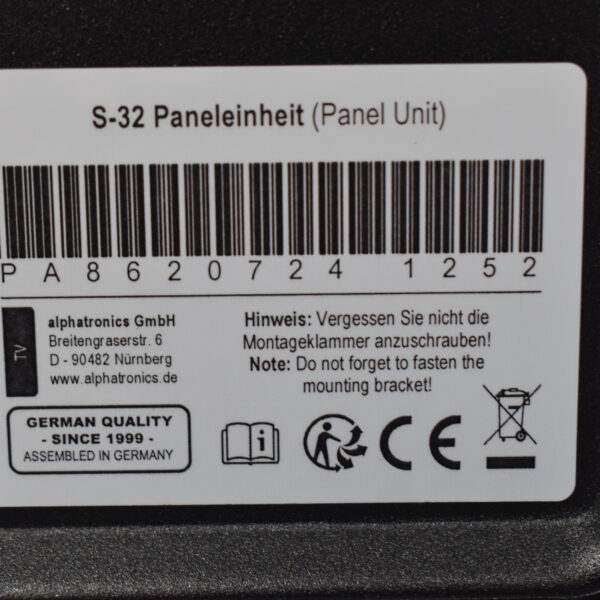 S-32 Paneleinheit (Panel Unit)
PA8620724 1252
TV
alphatronics GmbH
Breitengraserstr. 6
D - 90482 Nürnberg
www.alphatronics.de
Hinweis: Vergessen Sie nicht die
Montageklammer anzuschrauben!
Note: Do not forget to fasten the
mounting bracket!
GERMAN QUALITY
- SINCE 1999 -
ASSEMBLED IN GERMANY
i
CE